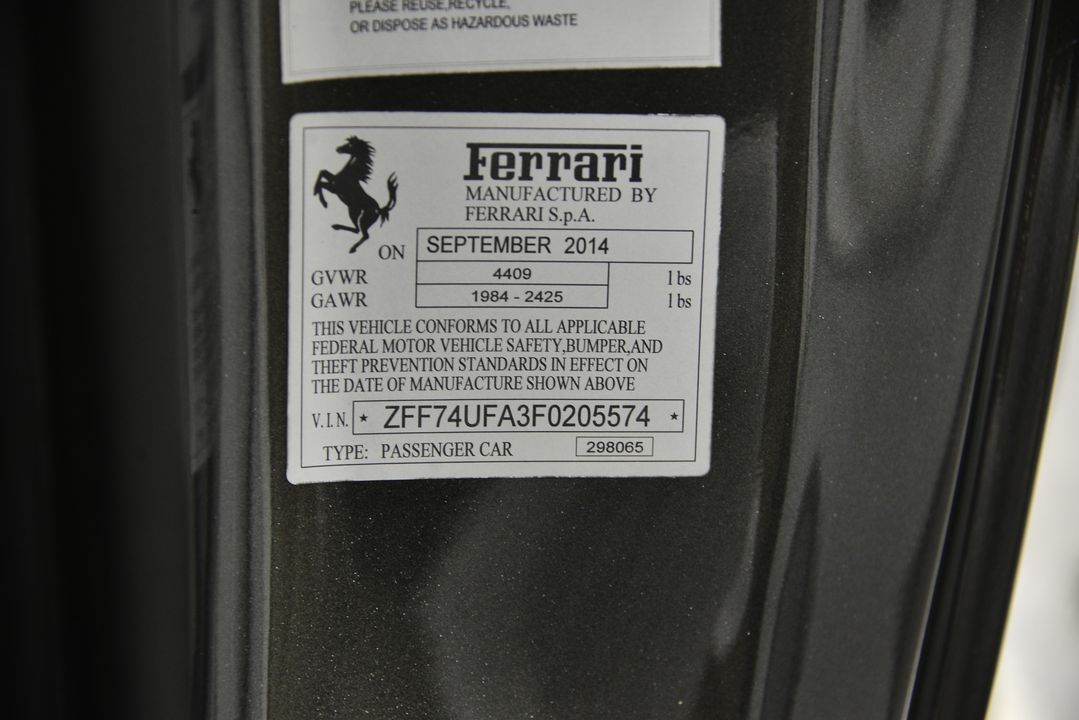 PLEASE REUSE,RECYCLE,
OR DISPOSE AS HAZARDOUS WASTE
Ferrari
MANUFACTURED BY
FERRARI S.p.A.
ON SEPTEMBER 2014
GVWR 4409 lbs
GAWR 1984 - 2425 lbs
THIS VEHICLE CONFORMS TO ALL APPLICABLE
FEDERAL MOTOR VEHICLE SAFETY,BUMPER,AND
THEFT PREVENTION STANDARDS IN EFFECT ON
THE DATE OF MANUFACTURE SHOWN ABOVE
V.I.N. * ZFF74UFA3F0205574 *
TYPE: PASSENGER CAR 298065